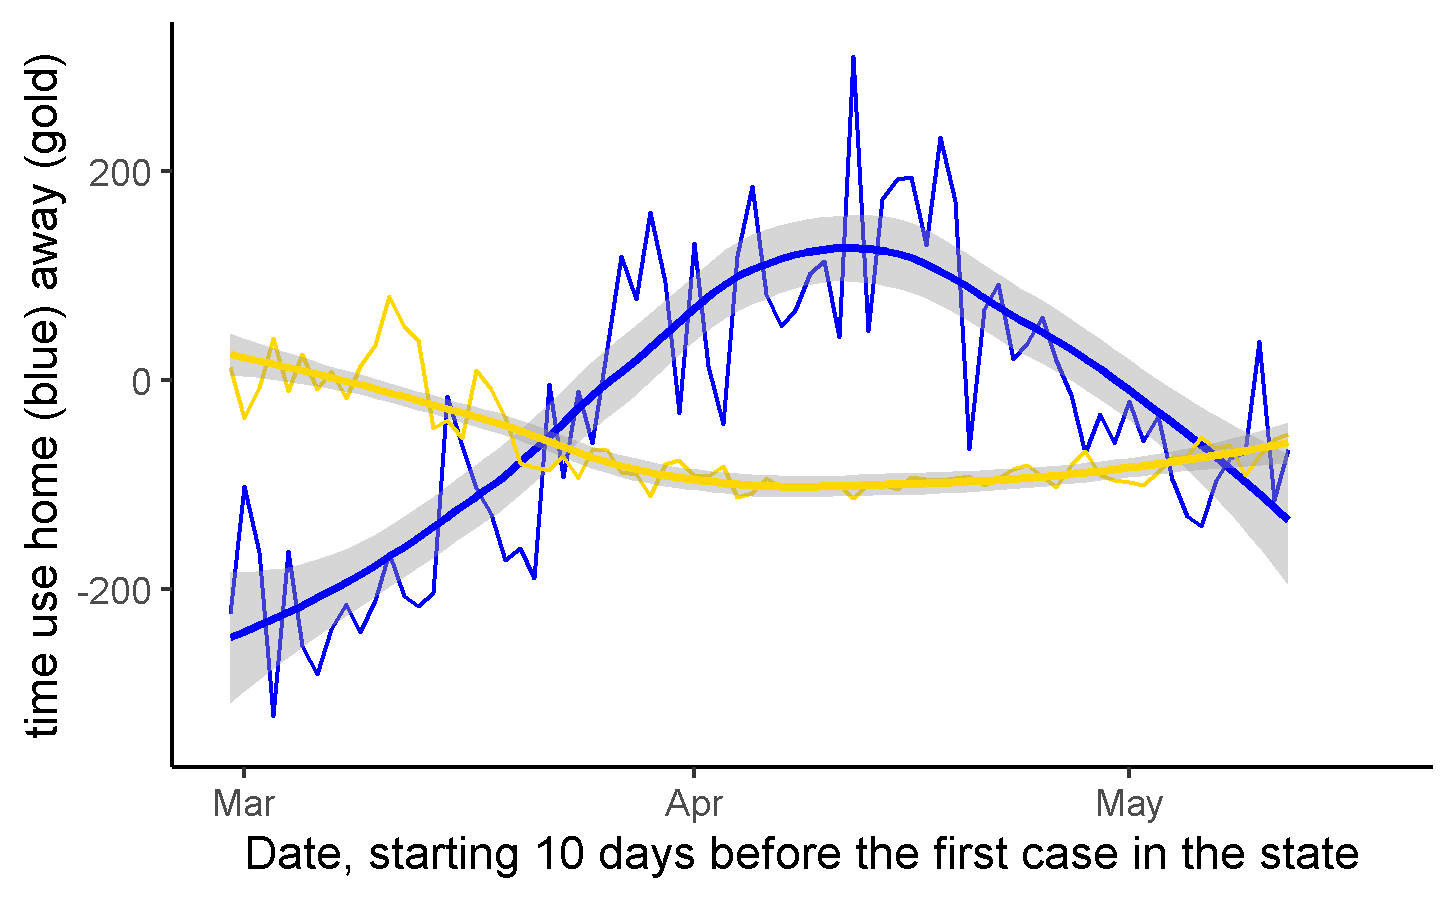 time use home (blue) away (gold)
200
0
-200
Mar
Apr
May
Date, starting 10 days before the first case in the state